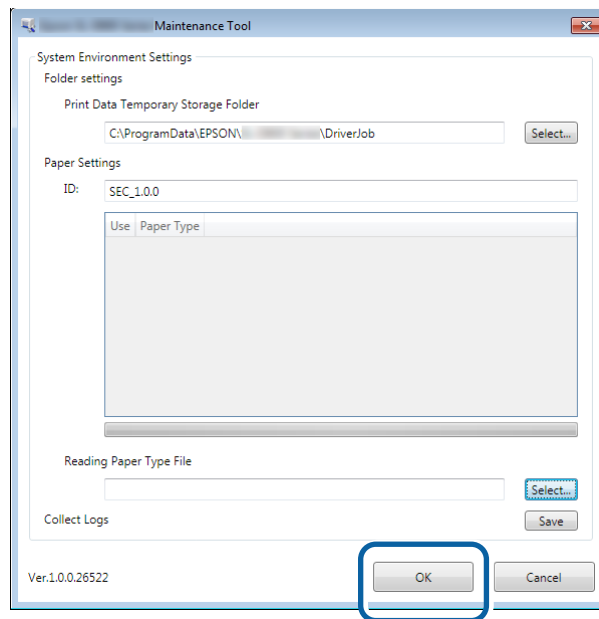 Maintenance Tool
System Environment Settings
Folder settings
Print Data Temporary Storage Folder
C:\ProgramData\EPSON\ \DriverJob
Select...
Paper Settings
ID:
SEC_1.0.0
Use Paper Type
Reading Paper Type File
Select...
Collect Logs
Save
Ver.1.0.0.26522
OK
Cancel